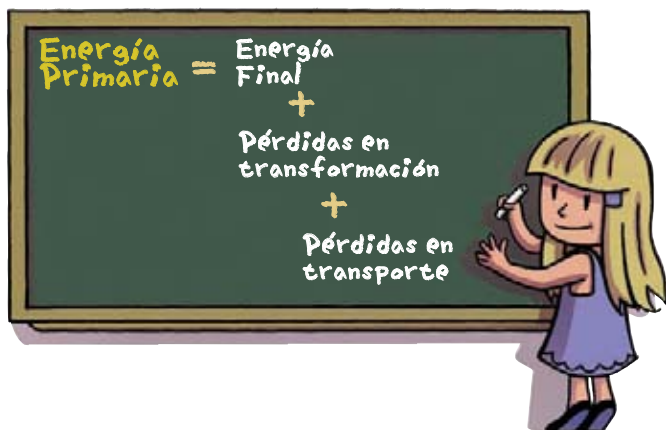 Energía
Primaria
=
Energía
Final
+
Pérdidas en
transformación
+
Pérdidas en
transporte